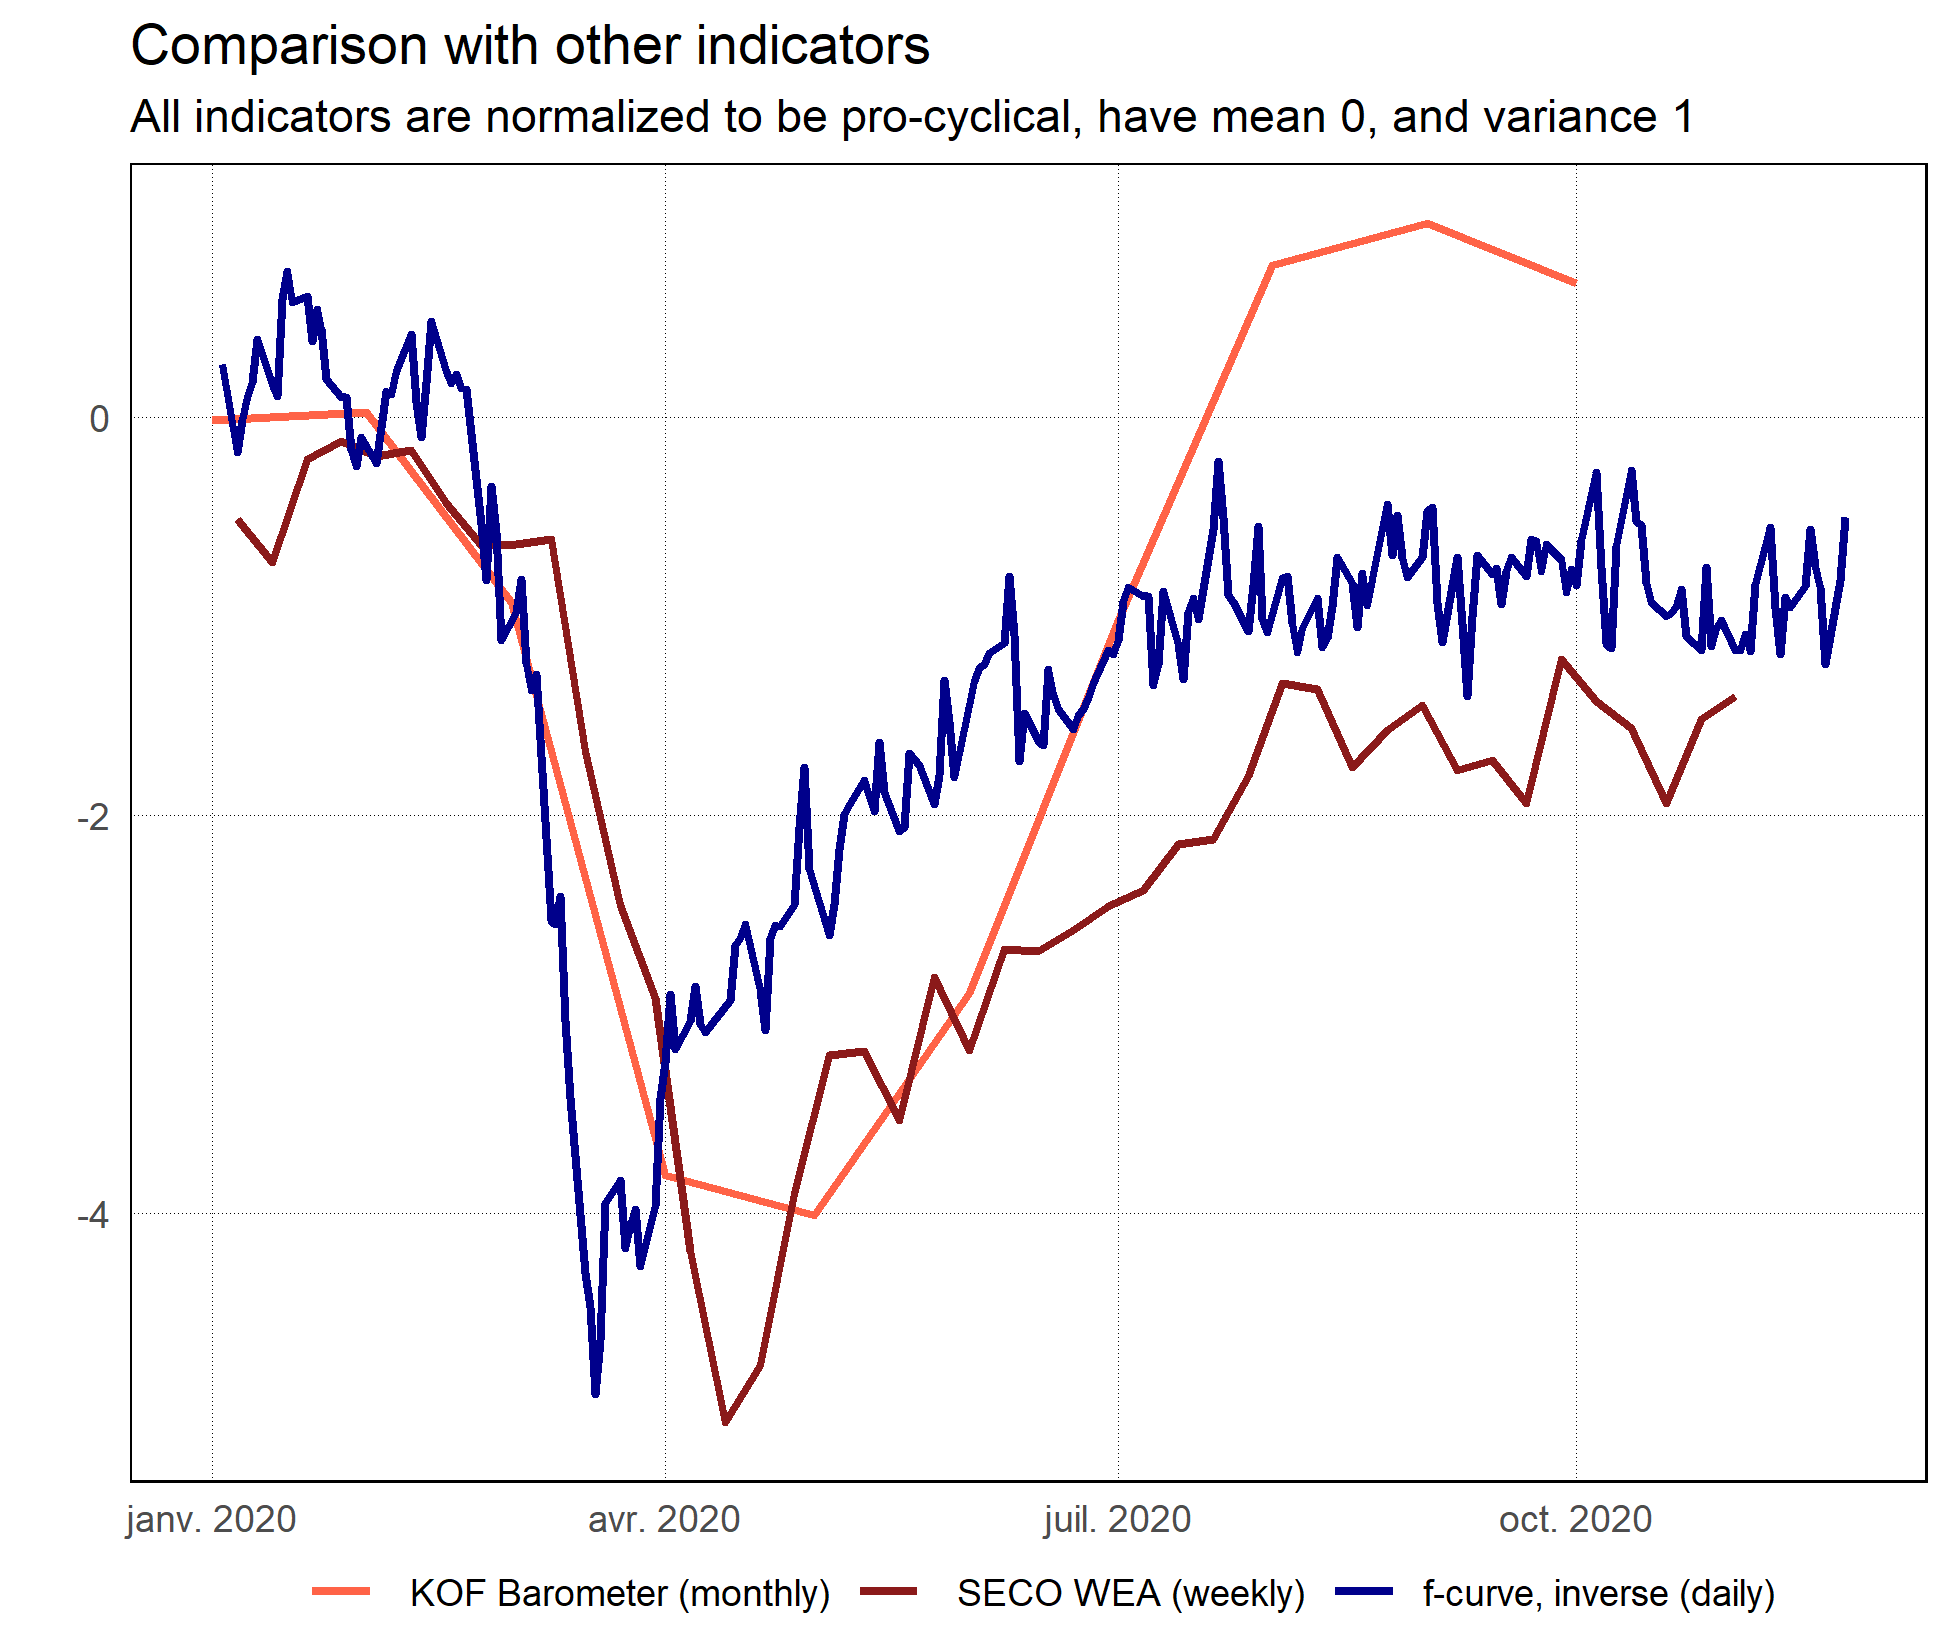 Comparison with other indicators
All indicators are normalized to be pro-cyclical, have mean 0, and variance 1
0
-2
-4
janv. 2020 avr. 2020 juil. 2020 oct. 2020
KOF Barometer (monthly) SECO WEA (weekly) f-curve, inverse (daily)